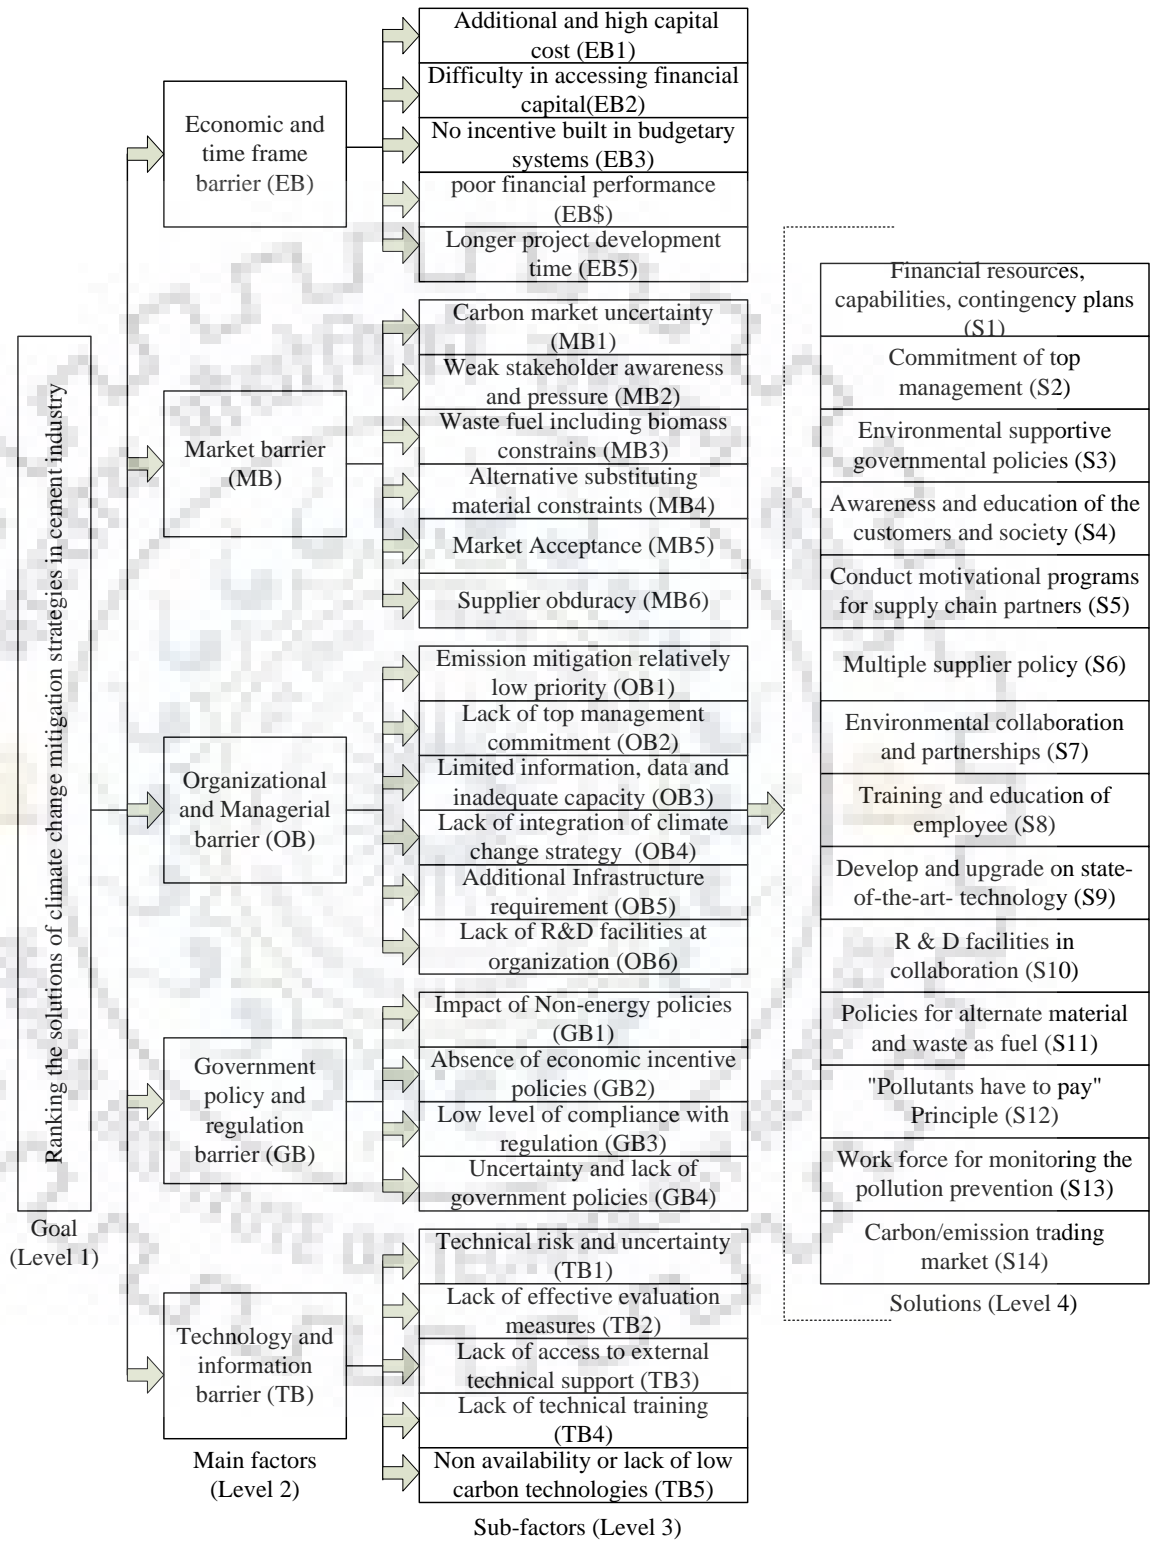 Ranking the solutions of climate change mitigation strategies in cement industry
Goal
(Level 1)
Economic and
time frame
barrier (EB)
Market barrier
(MB)
Organizational
and Managerial
barrier (OB)
Government
policy and
regulation
barrier (GB)
Technology and
information
barrier (TB)
Main factors
(Level 2)
Additional and high capital
cost (EB1)
Difficulty in accessing financial
capital(EB2)
No incentive built in budgetary
systems (EB3)
poor financial performance
(EB$)
Longer project development
time (EB5)
Carbon market uncertainty
(MB1)
Weak stakeholder awareness
and pressure (MB2)
Waste fuel including biomass
constrains (MB3)
Alternative substituting
material constraints (MB4)
Market Acceptance (MB5)
Supplier obduracy (MB6)
Emission mitigation relatively
low priority (OB1)
Lack of top management
commitment (OB2)
Limited information, data and
inadequate capacity (OB3)
Lack of integration of climate
change strategy (OB4)
Additional Infrastructure
requirement (OB5)
Lack of R&D facilities at
organization (OB6)
Impact of Non-energy policies
(GB1)
Absence of economic incentive
policies (GB2)
Low level of compliance with
regulation (GB3)
Uncertainty and lack of
government policies (GB4)
Technical risk and uncertainty
(TB1)
Lack of effective evaluation
measures (TB2)
Lack of access to external
technical support (TB3)
Lack of technical training
(TB4)
Non availability or lack of low
carbon technologies (TB5)
Sub-factors (Level 3)
Financial resources,
capabilities, contingency plans
(S1)
Commitment of top
management (S2)
Environmental supportive
governmental policies (S3)
Awareness and education of the
customers and society (S4)
Conduct motivational programs
for supply chain partners (S5)
Multiple supplier policy (S6)
Environmental collaboration
and partnerships (S7)
Training and education of
employee (S8)
Develop and upgrade on state-
of-the-art- technology (S9)
R & D facilities in
collaboration (S10)
Policies for alternate material
and waste as fuel (S11)
"Pollutants have to pay"
Principle (S12)
Work force for monitoring the
pollution prevention (S13)
Carbon/emission trading
market (S14)
Solutions (Level 4)